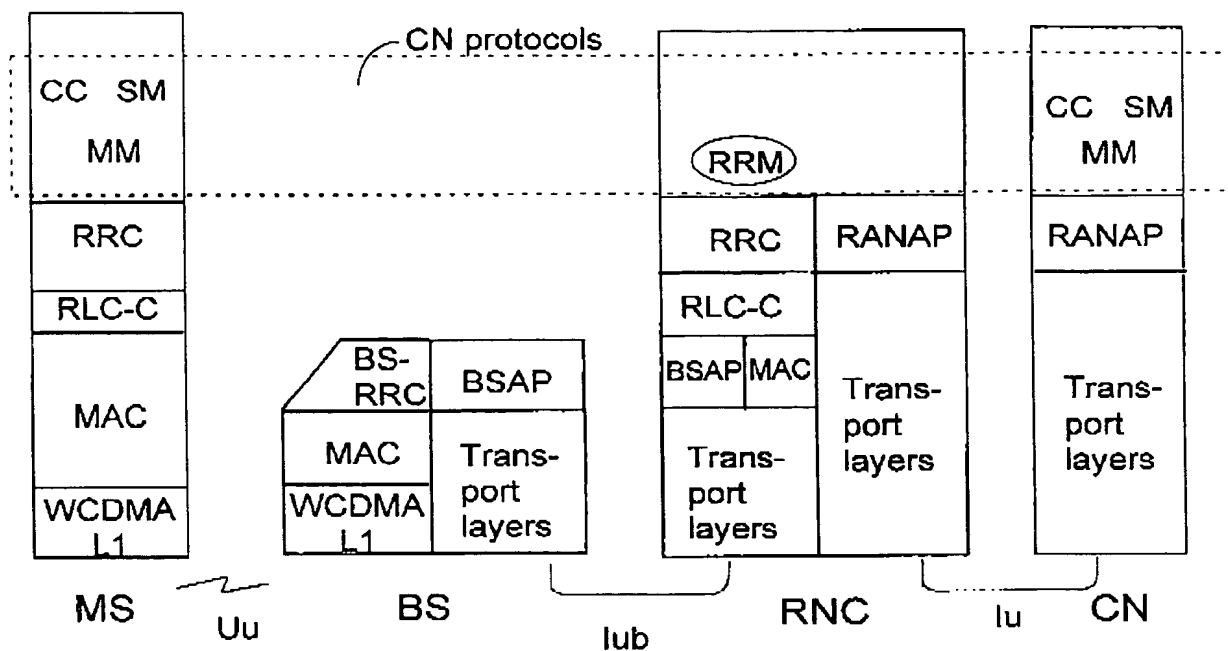 CN protocols
CC SM
MM
RRC
RLC-C
MAC
WCDMA
L1
MS
Uu
BS-
RRC
BSAP
MAC
Trans-
port
layers
WCDMA
L1
BS
Iub
RRM
RRC
RANAP
RLC-C
BSAP
MAC
Trans-
port
layers
Trans-
port
layers
RNC
Iu
CC SM
MM
RANAP
Trans-
port
layers
CN